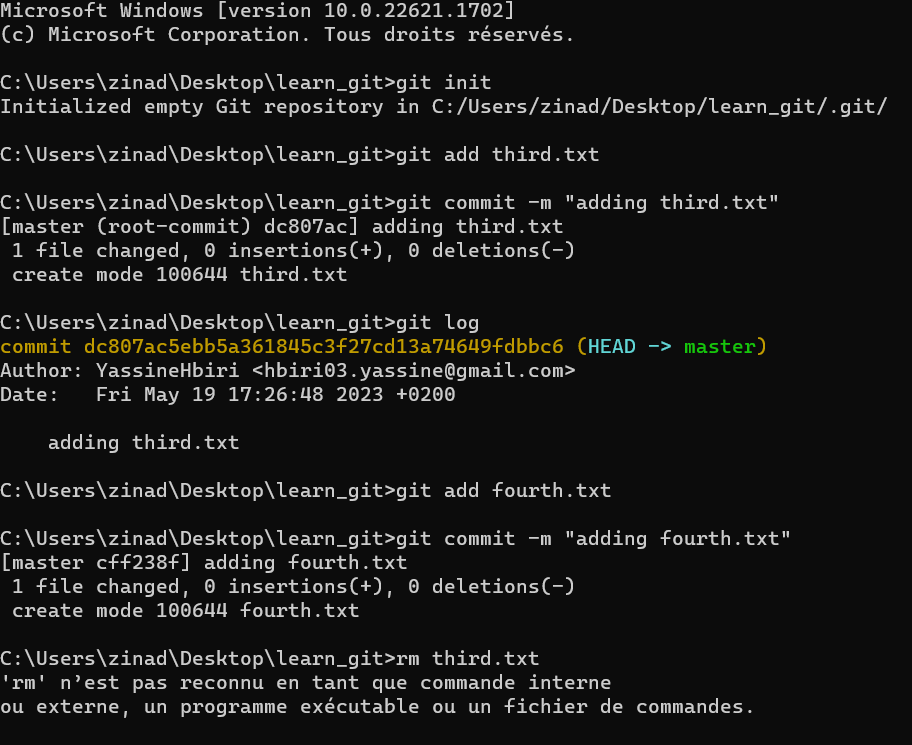 Microsoft Windows [version 10.0.22621.1702]
(c) Microsoft Corporation. Tous droits réservés.
C:\Users\zinad\Desktop\learn_git>git init
Initialized empty Git repository in C:/Users/zinad/Desktop/learn_git/.git/
C:\Users\zinad\Desktop\learn_git>git add third.txt
C:\Users\zinad\Desktop\learn_git>git commit -m "adding third.txt"
[master (root-commit) dc807ac] adding third.txt
 1 file changed, 0 insertions(+), 0 deletions(-)
 create mode 100644 third.txt
C:\Users\zinad\Desktop\learn_git>git log
commit dc807ac5ebb5a361845c3f27cd13a74649fdbbc6 (HEAD -> master)
Author: YassineHbiri <hbiri03.yassine@gmail.com>
Date:   Fri May 19 17:26:48 2023 +0200
    adding third.txt
C:\Users\zinad\Desktop\learn_git>git add fourth.txt
C:\Users\zinad\Desktop\learn_git>git commit -m "adding fourth.txt"
[master cff238f] adding fourth.txt
 1 file changed, 0 insertions(+), 0 deletions(-)
 create mode 100644 fourth.txt
C:\Users\zinad\Desktop\learn_git>rm third.txt
'rm' n’est pas reconnu en tant que commande interne
ou externe, un programme exécutable ou un fichier de commandes.